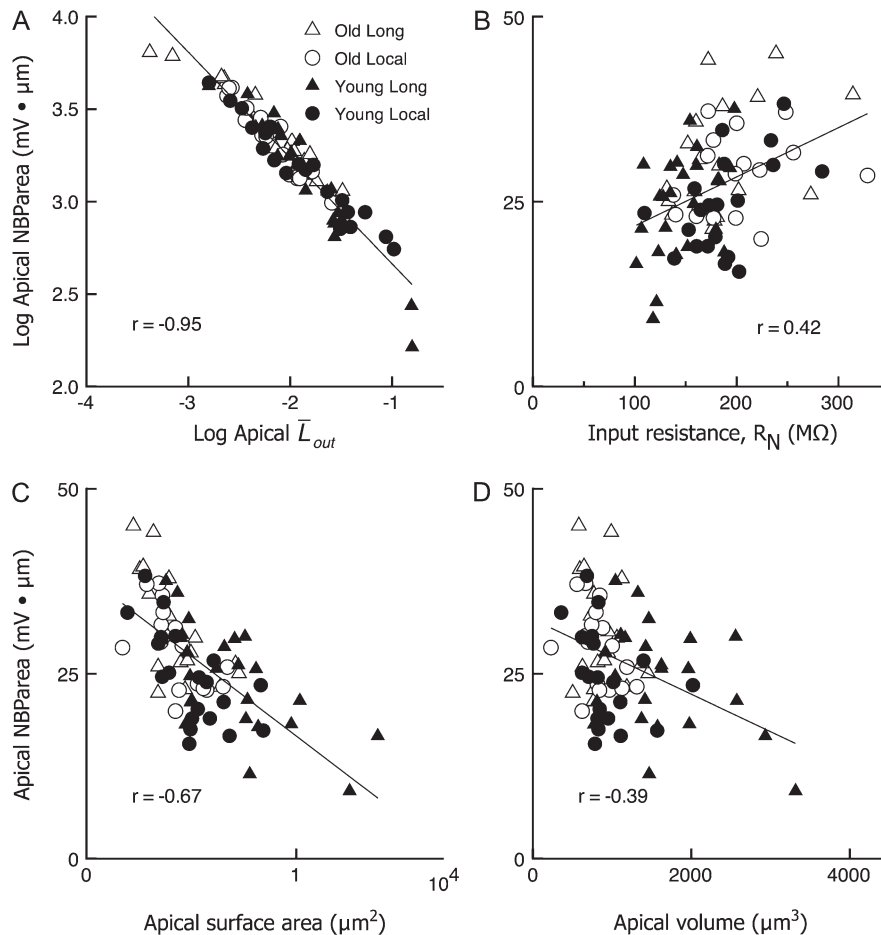 A
Log Apical NBParea (mV • µm)
4.0
3.5
3.0
2.5
2.0
-4
-3
-2
-1
Log Apical L̅out
r = -0.95
Old Long
Old Local
Young Long
Young Local
B
50
25
0
0
100
200
300
Input resistance, RN (MΩ)
r = 0.42
C
Apical NBParea (mV • µm)
50
25
0
0
1
10⁴
Apical surface area (µm²)
r = -0.67
D
50
25
0
0
2000
4000
Apical volume (µm³)
r = -0.39